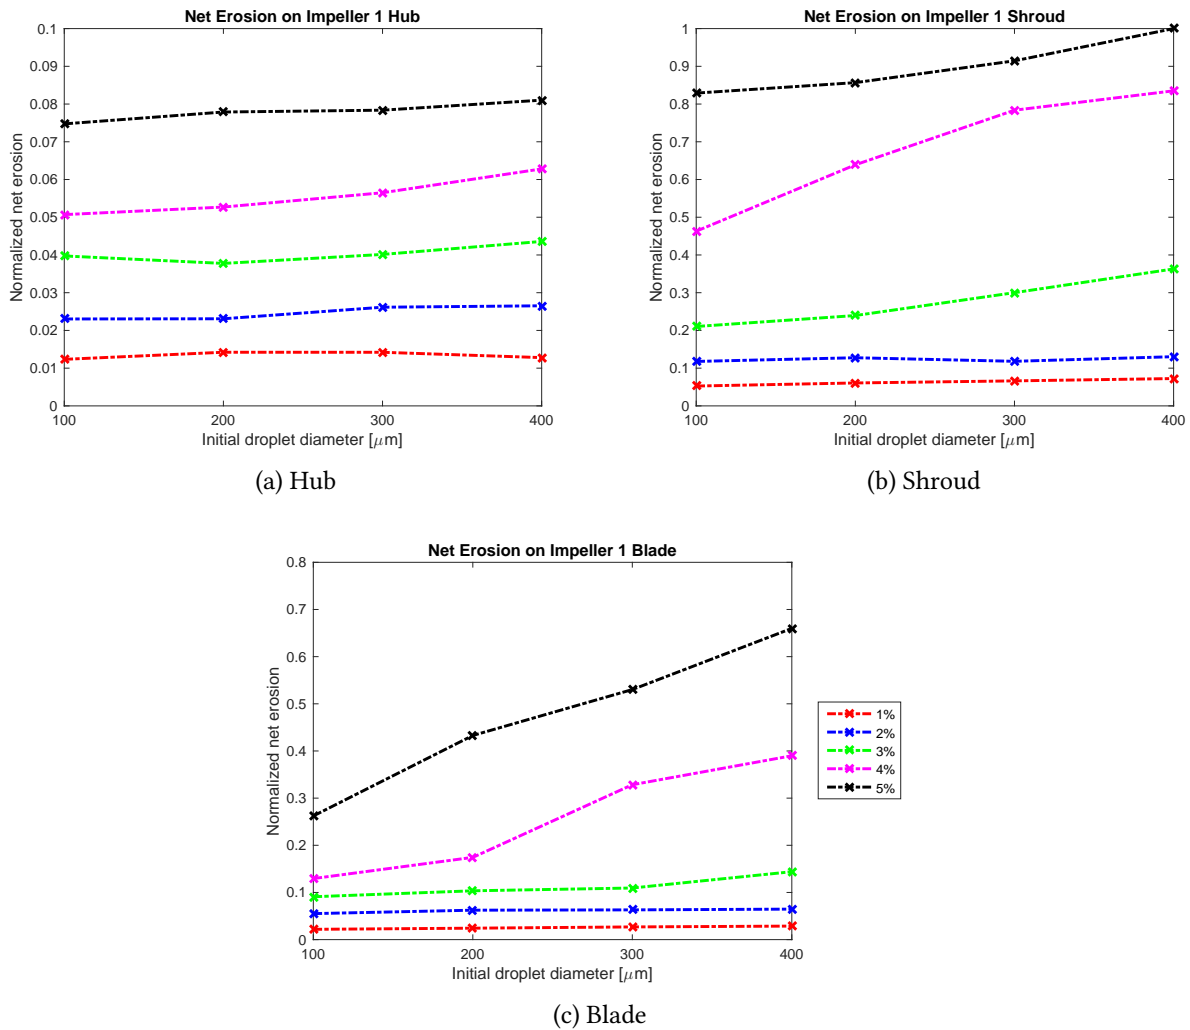 Net Erosion on Impeller 1 Hub
0.1
0.09
0.08
0.07
0.06
0.05
0.04
0.03
0.02
0.01
0
Normalized net erosion
100 200 300 400
Initial droplet diameter [μm]
(a) Hub
Net Erosion on Impeller 1 Shroud
1
0.9
0.8
0.7
0.6
0.5
0.4
0.3
0.2
0.1
0
Normalized net erosion
100 200 300 400
Initial droplet diameter [μm]
(b) Shroud
Net Erosion on Impeller 1 Blade
0.8
0.7
0.6
0.5
0.4
0.3
0.2
0.1
0
Normalized net erosion
100 200 300 400
Initial droplet diameter [μm]
1%
2%
3%
4%
5%
(c) Blade